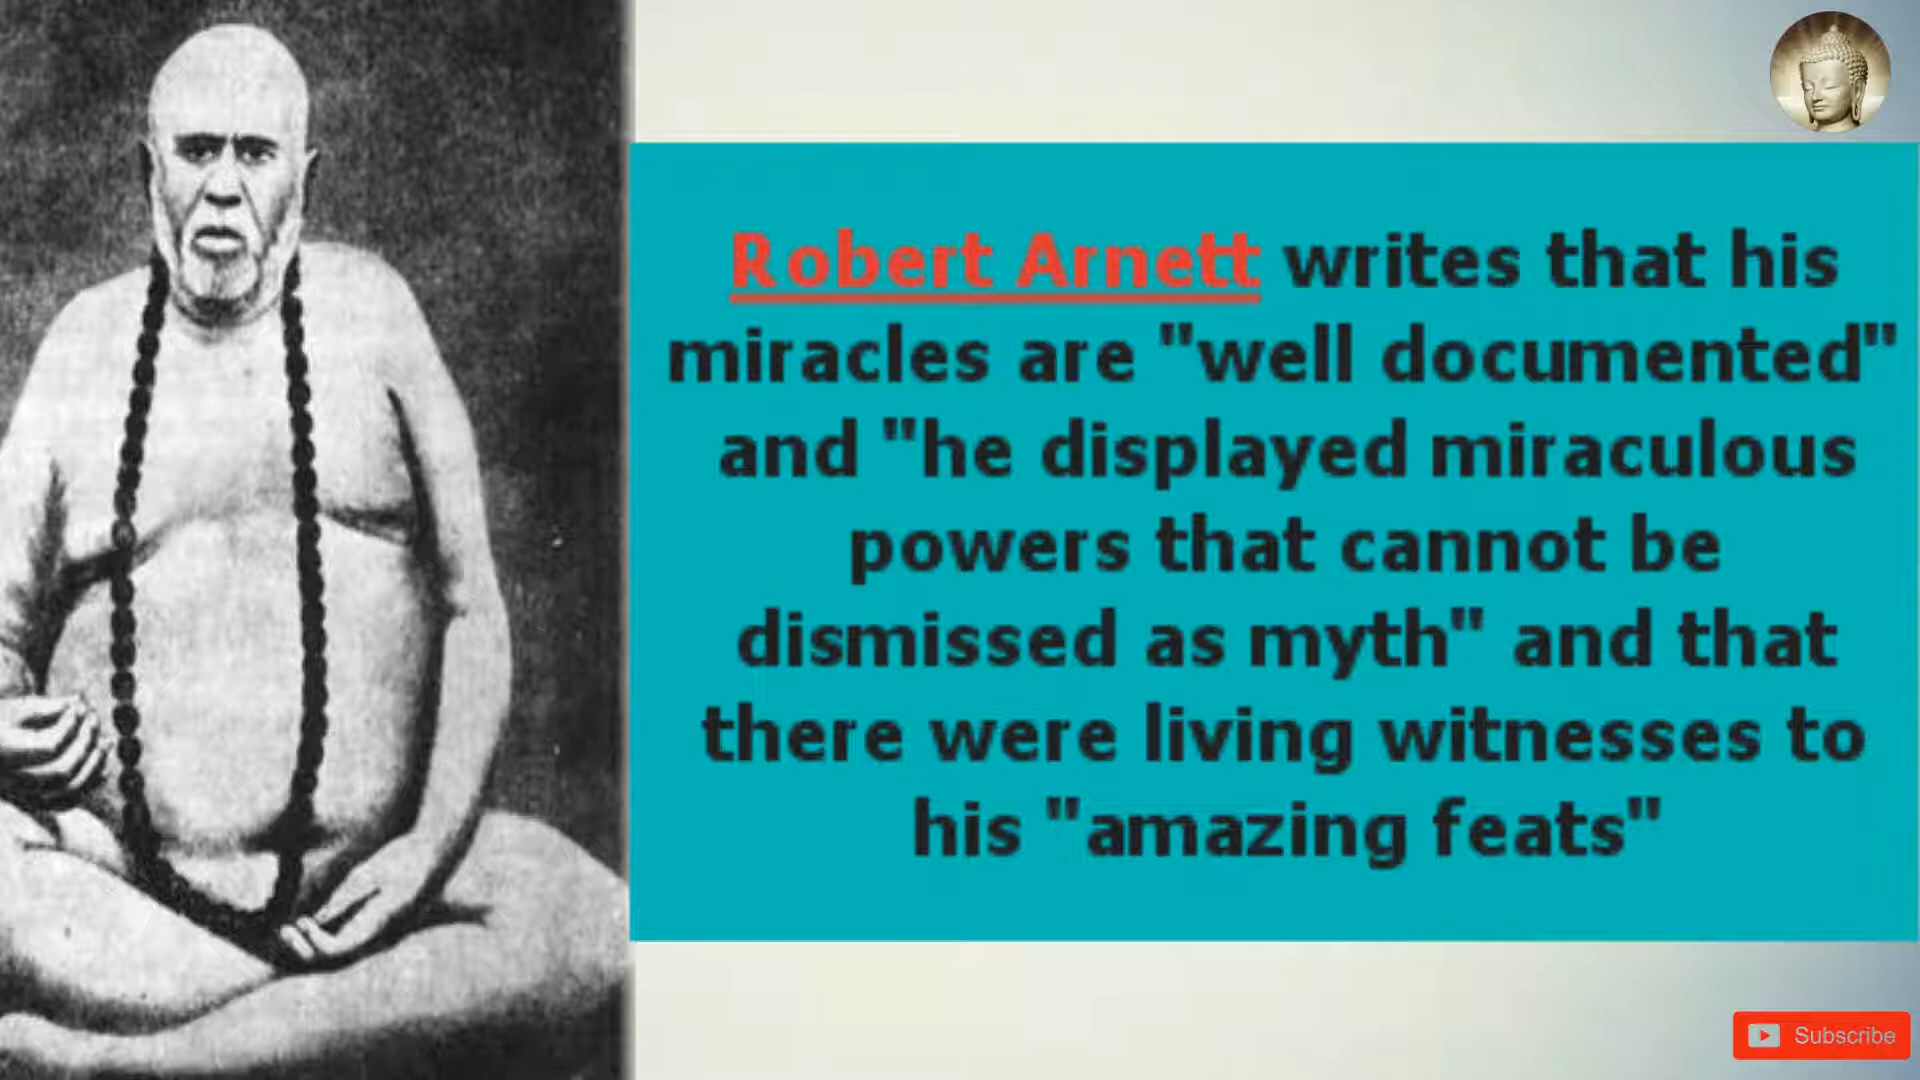 Robert Arnett writes that his
miracles are "well documented"
and "he displayed miraculous
powers that cannot be
dismissed as myth" and that
there were living witnesses to
his "amazing feats"
Subscribe